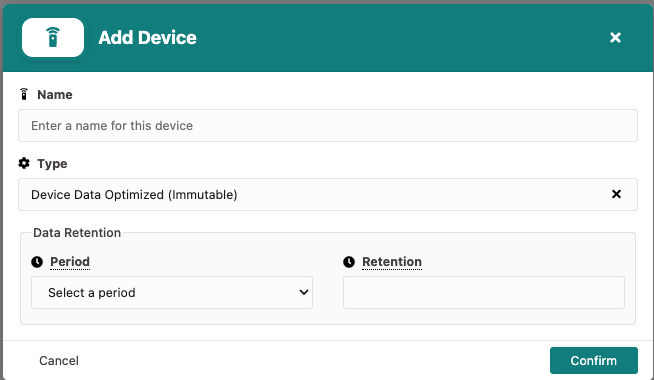 Add Device
Name
Enter a name for this device
Type
Device Data Optimized (Immutable)
Data Retention
Period
Retention
Select a period
Cancel
Confirm